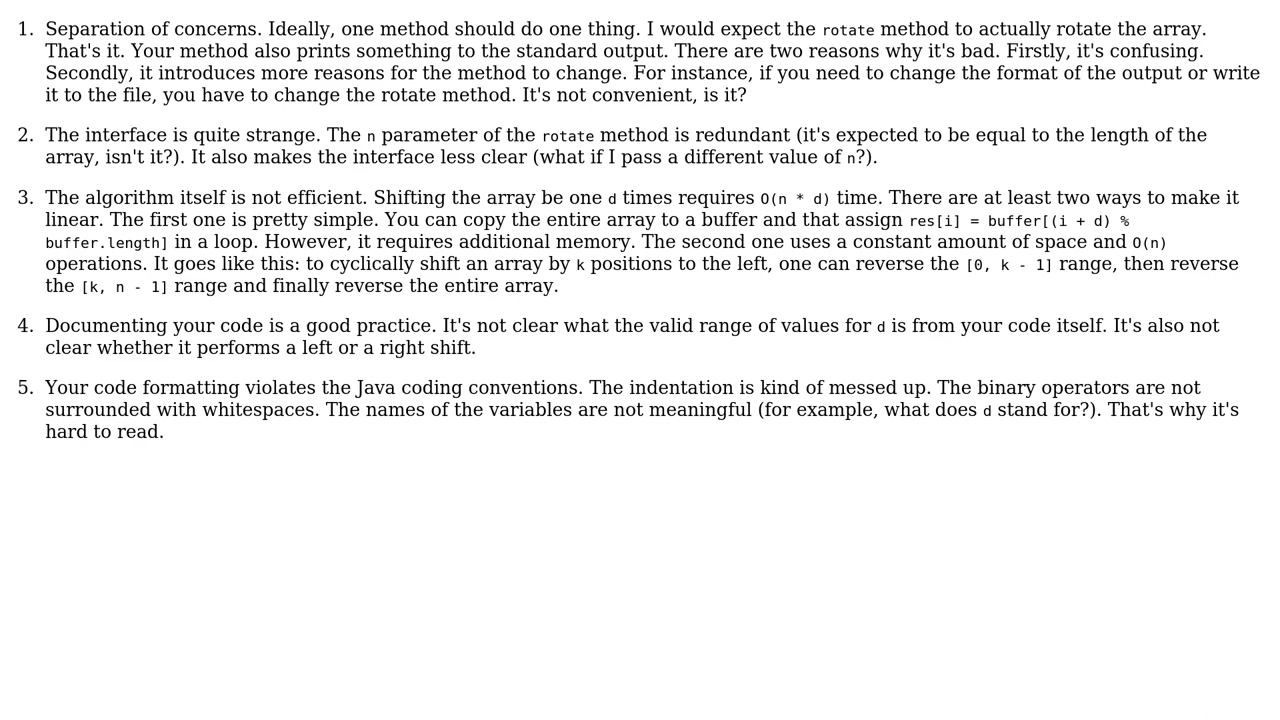 1. Separation of concerns. Ideally, one method should do one thing. I would expect the rotate method to actually rotate the array.
That's it. Your method also prints something to the standard output. There are two reasons why it's bad. Firstly, it's confusing.
Secondly, it introduces more reasons for the method to change. For instance, if you need to change the format of the output or write
it to the file, you have to change the rotate method. It's not convenient, is it?
2. The interface is quite strange. The n parameter of the rotate method is redundant (it's expected to be equal to the length of the
array, isn't it?). It also makes the interface less clear (what if I pass a different value of n?).
3. The algorithm itself is not efficient. Shifting the array be one d times requires O(n * d) time. There are at least two ways to make it
linear. The first one is pretty simple. You can copy the entire array to a buffer and that assign res[i] = buffer[(i + d) %
buffer.length] in a loop. However, it requires additional memory. The second one uses a constant amount of space and O(n)
operations. It goes like this: to cyclically shift an array by k positions to the left, one can reverse the [0, k - 1] range, then reverse
the [k, n - 1] range and finally reverse the entire array.
4. Documenting your code is a good practice. It's not clear what the valid range of values for d is from your code itself. It's also not
clear whether it performs a left or a right shift.
5. Your code formatting violates the Java coding conventions. The indentation is kind of messed up. The binary operators are not
surrounded with whitespaces. The names of the variables are not meaningful (for example, what does d stand for?). That's why it's
hard to read.